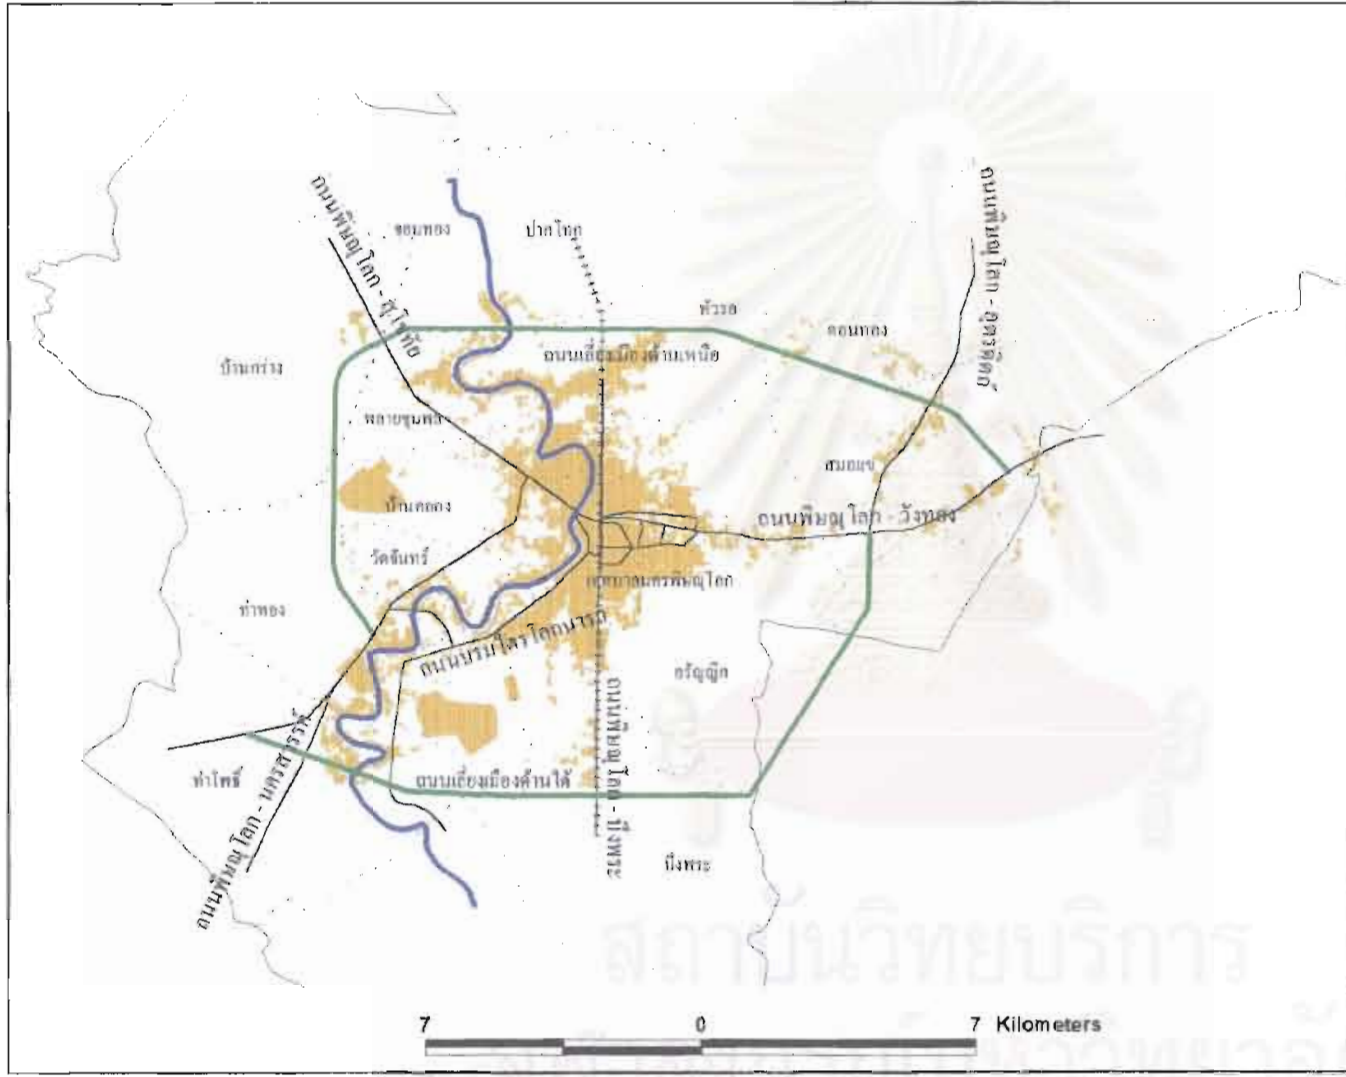 ถนนพิษณุโลก - สุโขทัย
จอมทอง
ปากโทก
ถนนพิษณุโลก - อุตรดิตถ์
หัวรอ
ดอนทอง
ถนนเลี่ยงเมืองด้านเหนือ
บ้านกร่าง
พลายชุมพล
สมอแข
บ้านคลอง
ถนนพิษณุโลก - วังทอง
วัดจันทร์
เทศบาลนครพิษณุโลก
ท่าทอง
ถนนบรมไตรโลกนารถ
อรัญญิก
ถนนพิษณุโลก - บึงพระ
ท่าโพธิ์
ถนนเลี่ยงเมืองด้านใต้
ถนนพิษณุโลก - นครสวรรค์
บึงพระ
สถาบันวิทยบริการ
7 0 7 Kilometers